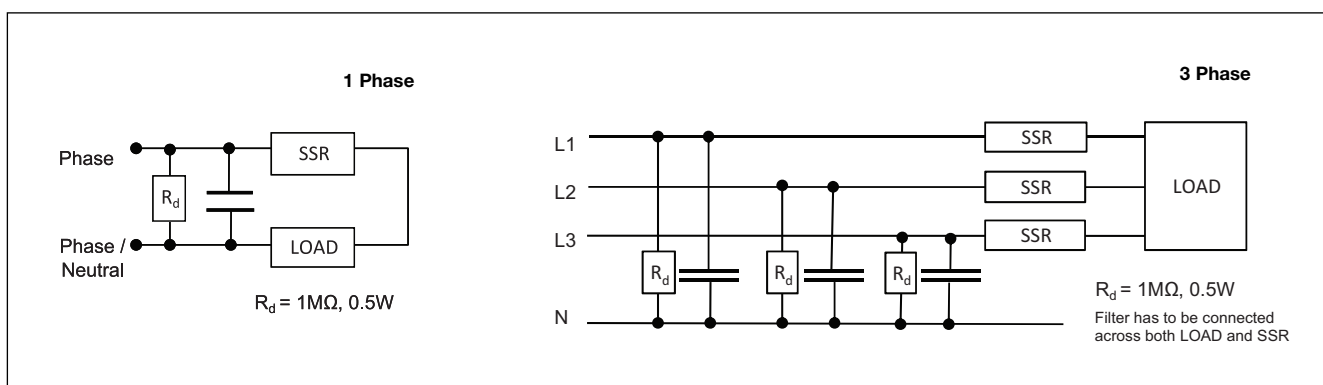 1 Phase
Phase
SSR
R_d
Phase /
Neutral
LOAD
R_d = 1MΩ, 0.5W
3 Phase
L1
SSR
L2
SSR
LOAD
L3
SSR
R_d
R_d
R_d
N
R_d = 1MΩ, 0.5W
Filter has to be connected
across both LOAD and SSR